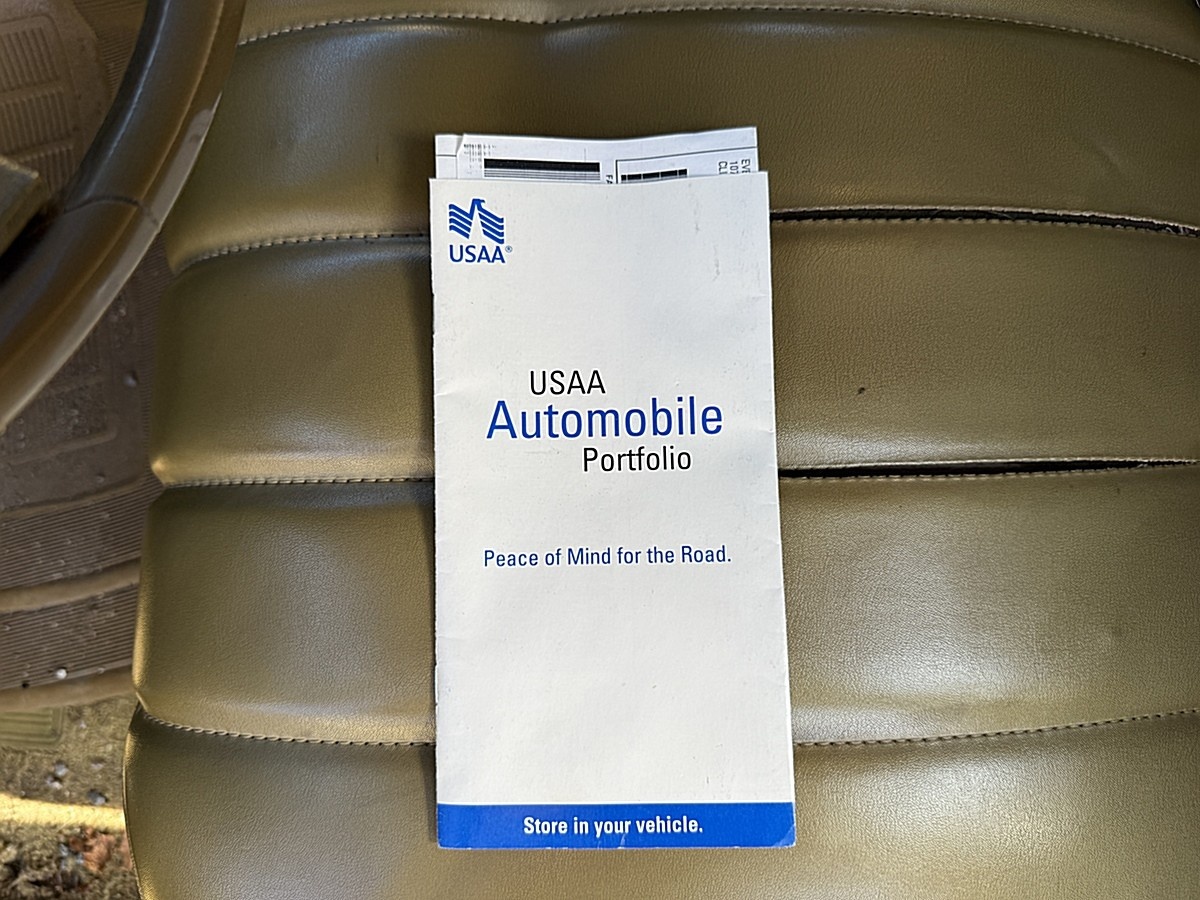 USAA®
USAA
Automobile
Portfolio
Peace of Mind for the Road.
Store in your vehicle.